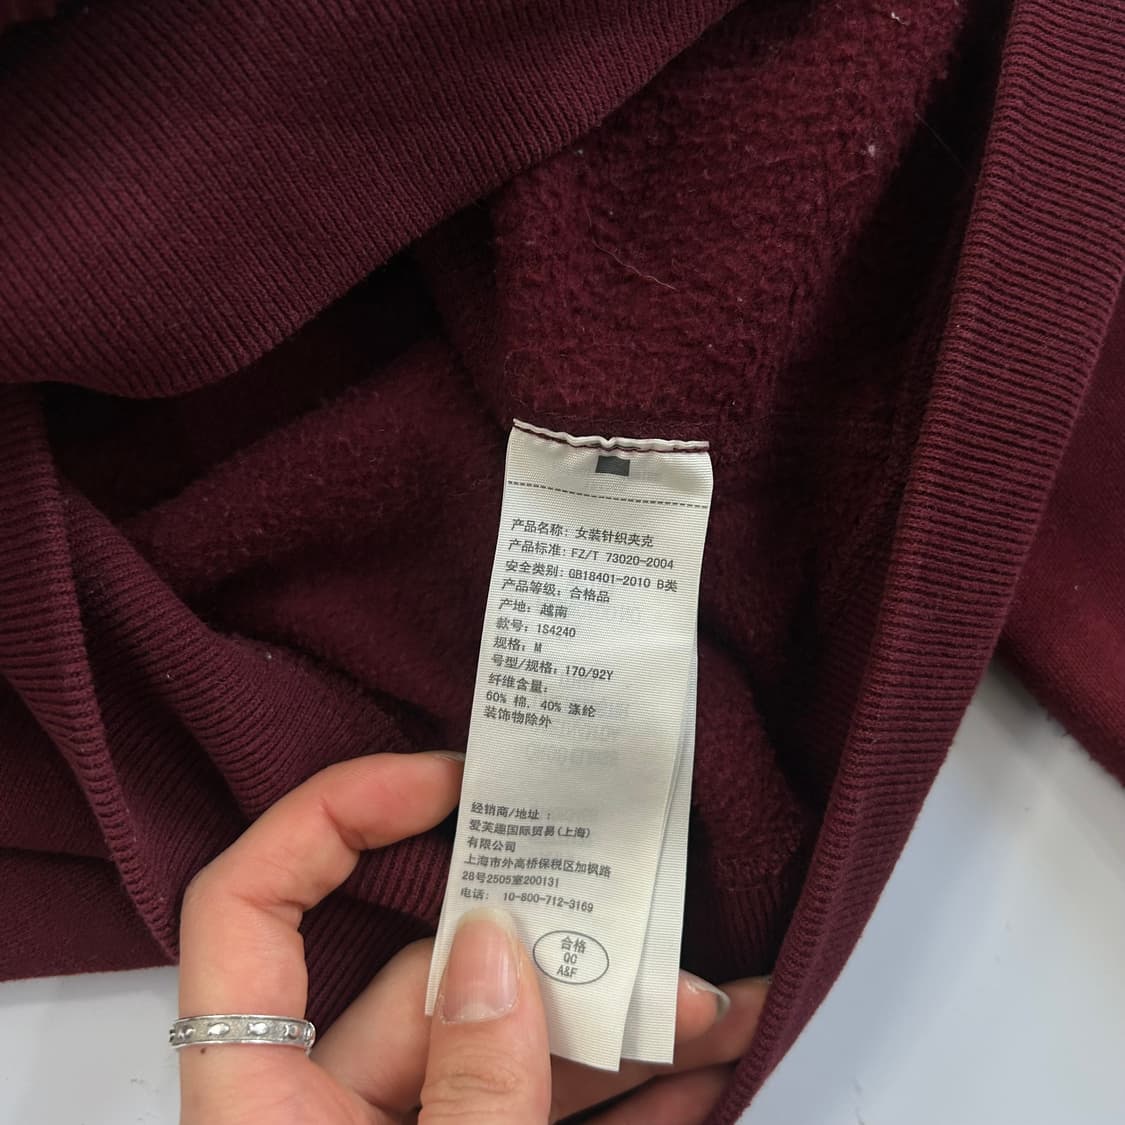 产品名称: 女装针织夹克
产品标准: FZ/T 73020-2004
安全类别: GB18401-2010 B类
产品等级: 合格品
产地: 越南
款号: 1S4240
规格: M
号型/规格: 170/92Y
纤维含量:
60% 棉, 40% 涤纶
装饰物除外
经销商/地址 :
爱芙趣国际贸易(上海)
有限公司
上海市外高桥保税区加枫路
28号2505室200131
电话: 10-800-712-3169
合格
QC
A&F